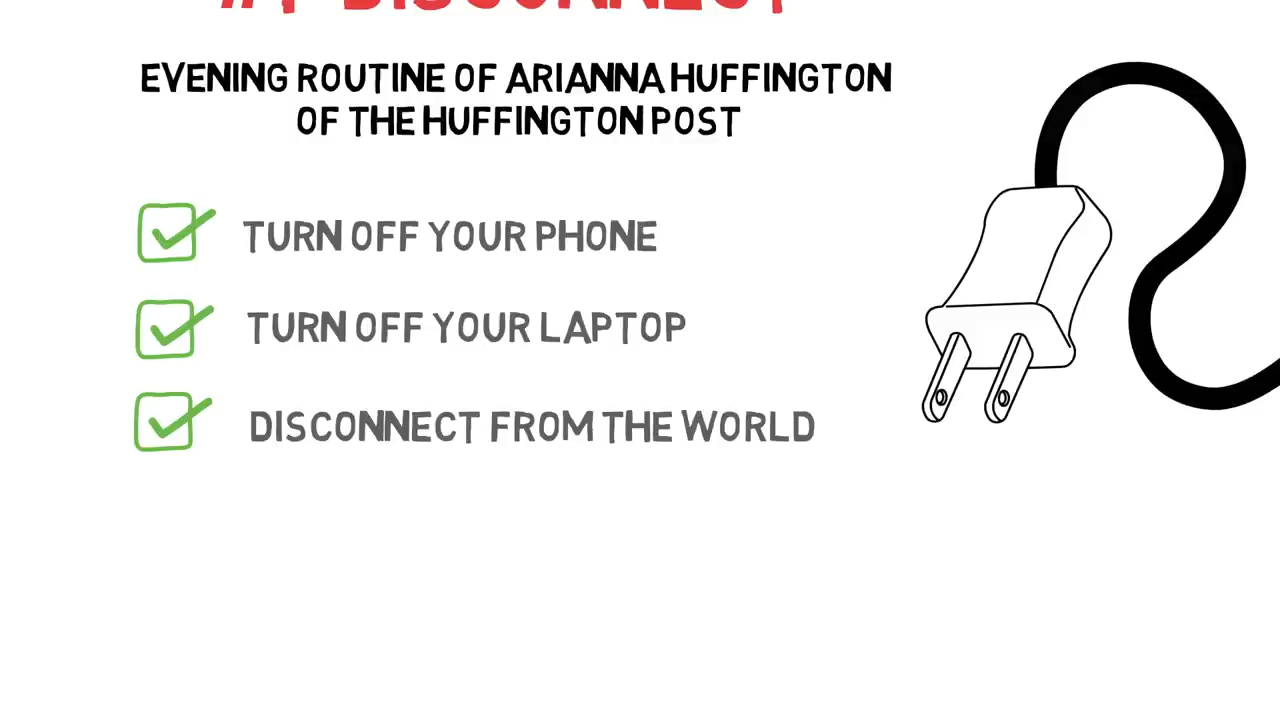 DISCONNECT
EVENING ROUTINE OF ARIANNA HUFFINGTON
OF THE HUFFINGTON POST
TURN OFF YOUR PHONE
TURN OFF YOUR LAPTOP
DISCONNECT FROM THE WORLD